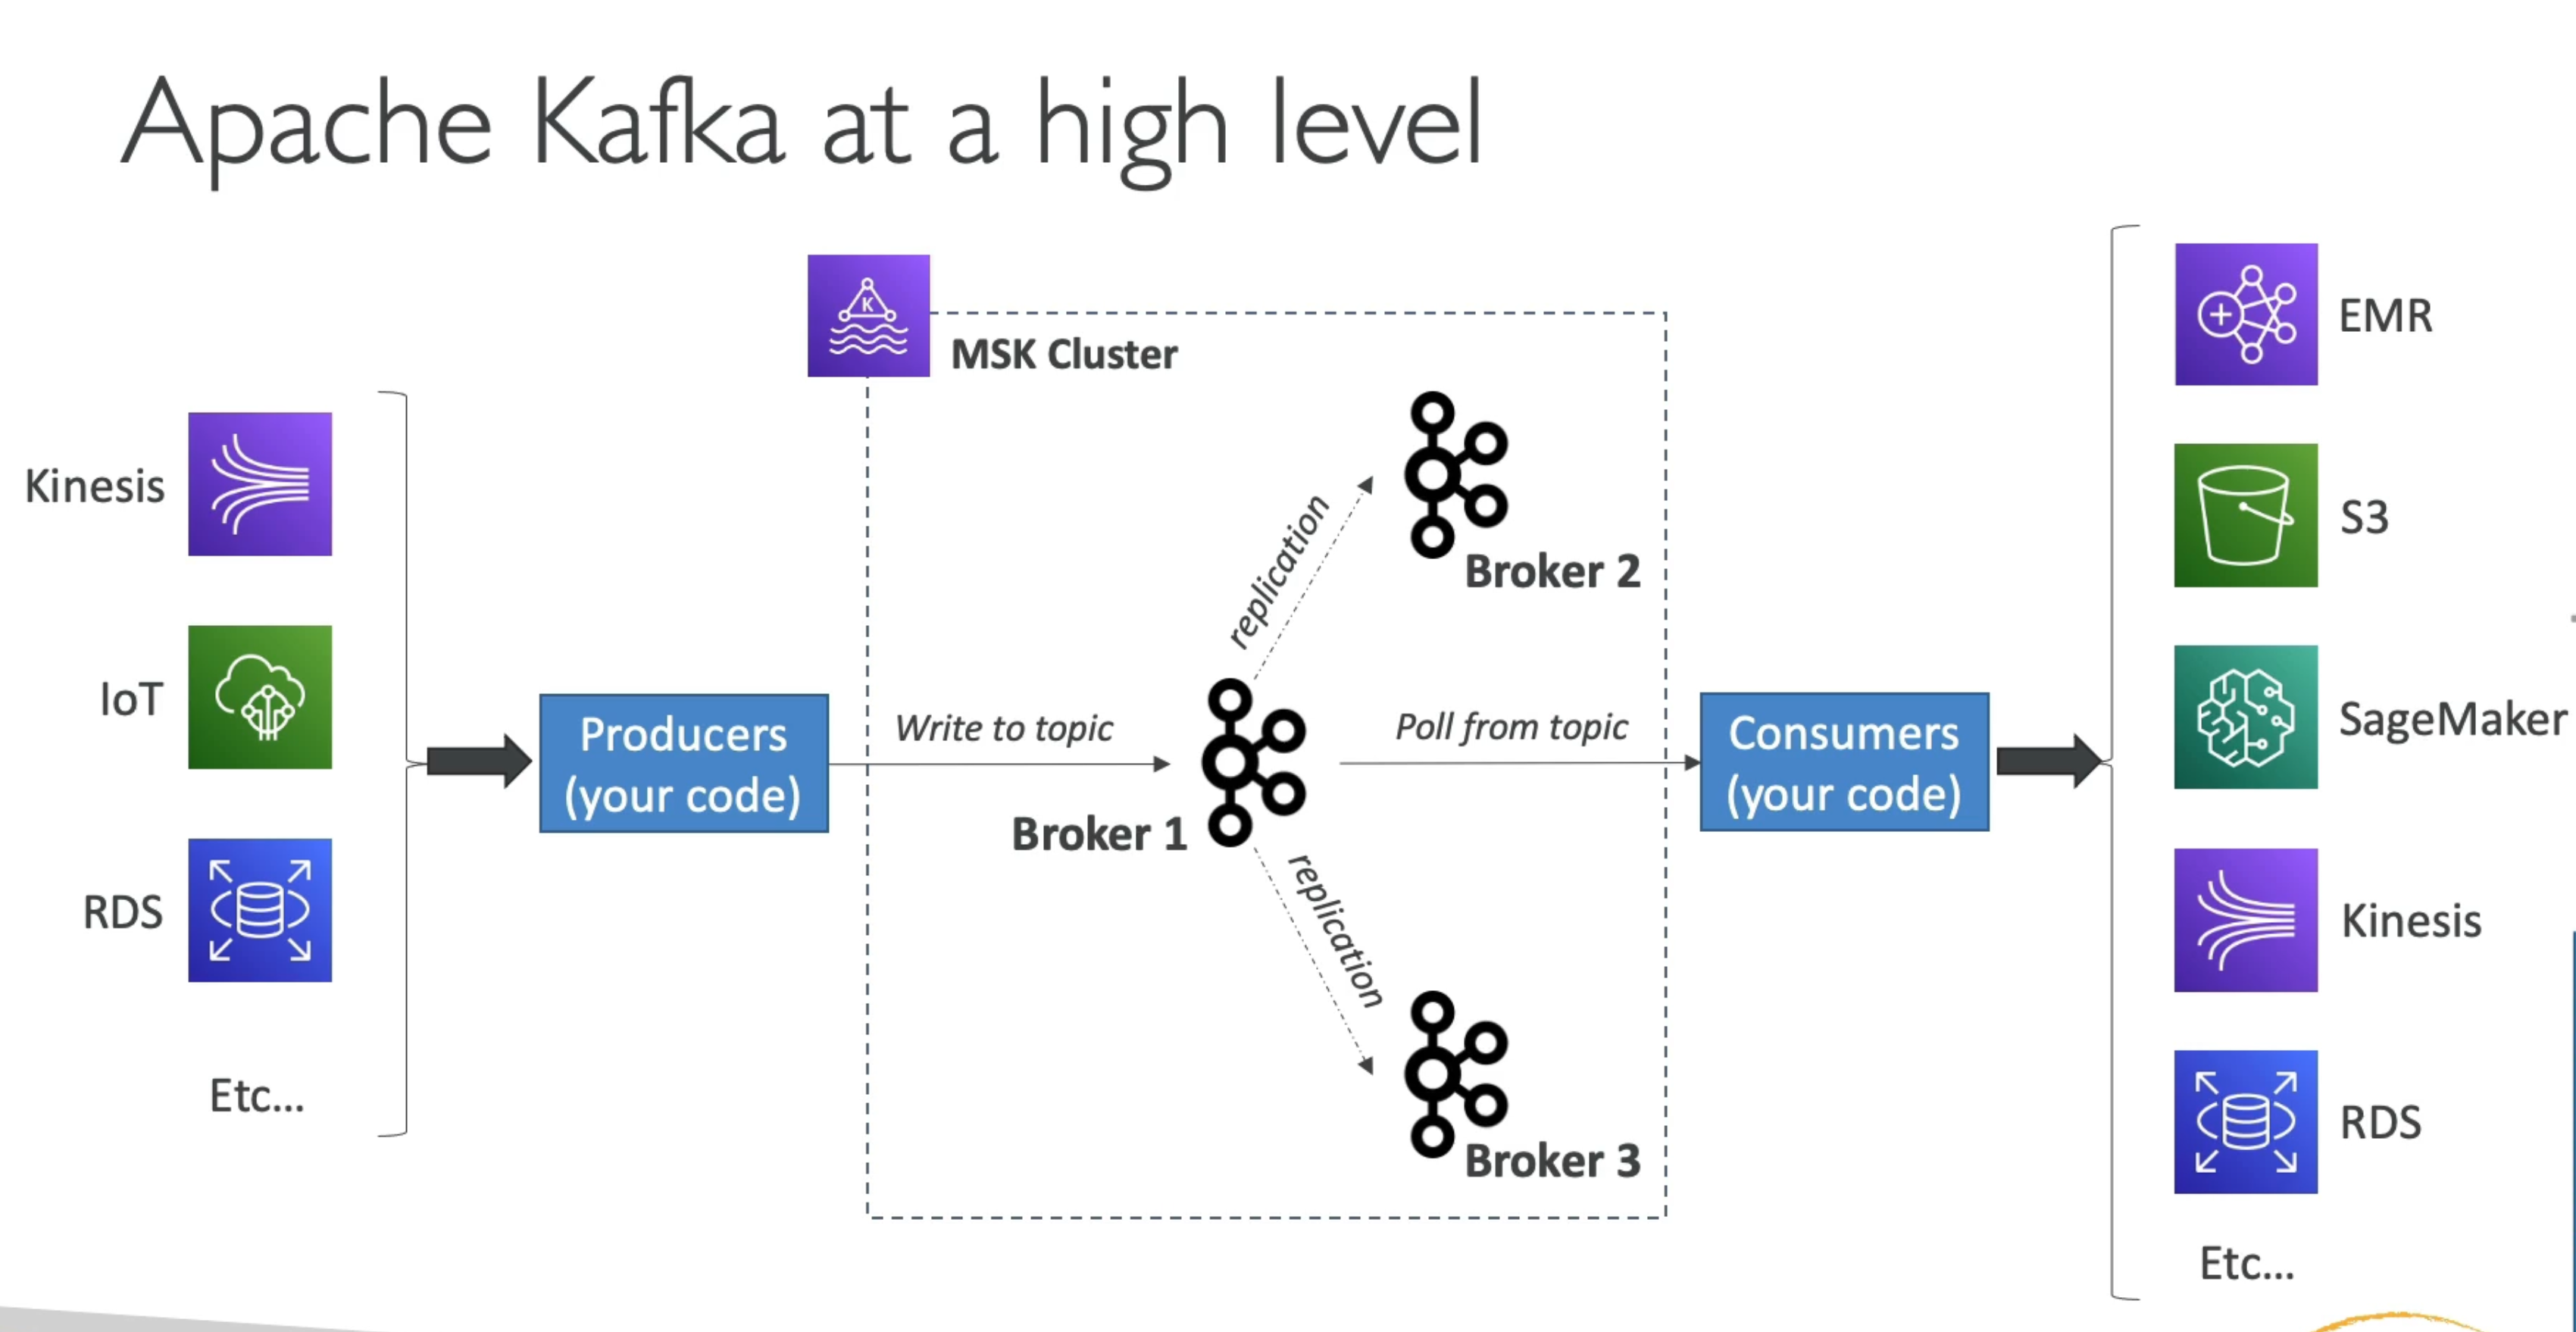 Apache Kafka at a high level
K
MSK Cluster
Kinesis
IoT
RDS
Etc...
Producers
(your code)
Write to topic
Broker 1
replication
Broker 2
replication
Broker 3
Poll from topic
Consumers
(your code)
EMR
S3
SageMaker
Kinesis
RDS
Etc...